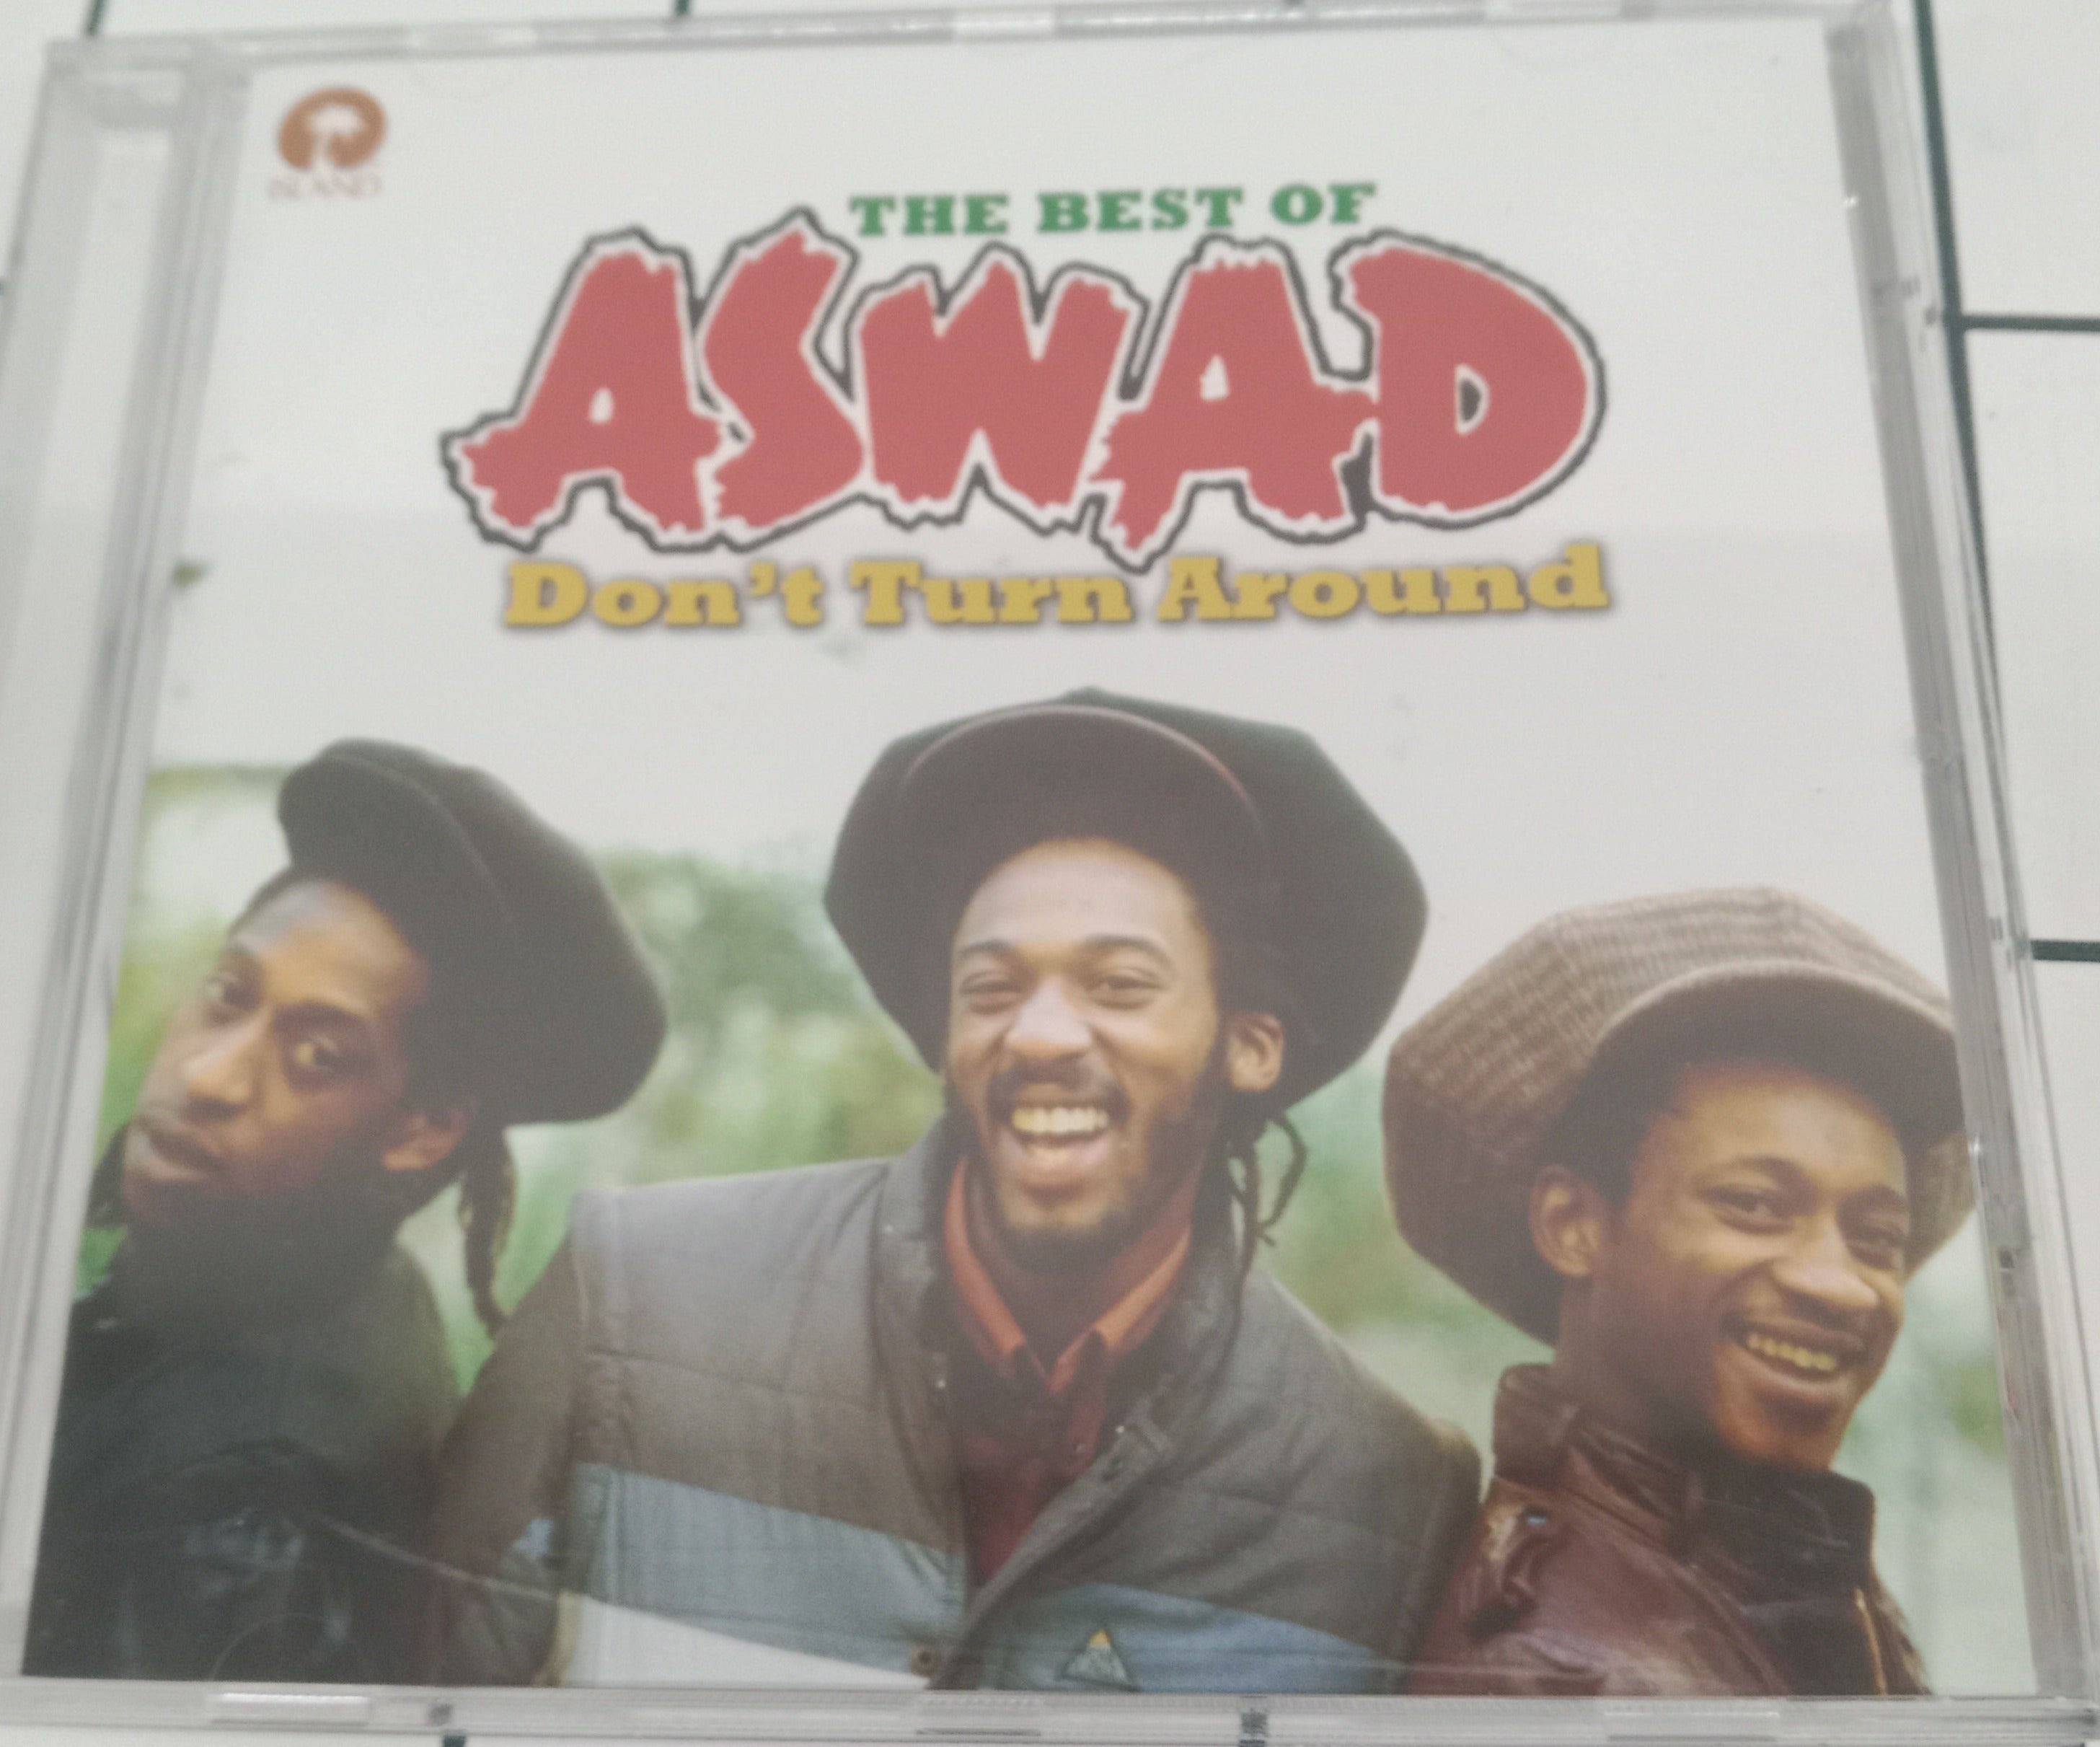 ISLAND
THE BEST OF
ASWAD
Don't Turn Around